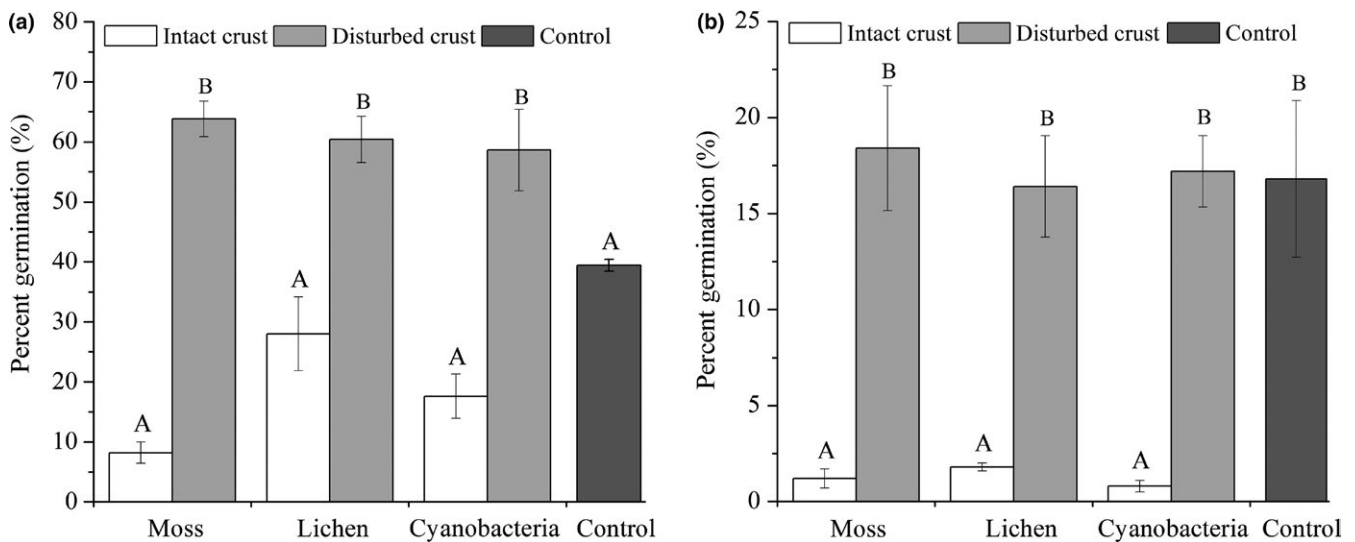 (a)
Intact crust Disturbed crust Control
Percent germination (%)
80
70
60
50
40
30
20
10
0
A
B
A
B
A
B
A
Moss Lichen Cyanobacteria Control
(b)
Intact crust Disturbed crust Control
Percent germination (%)
25
20
15
10
5
0
A
B
A
B
A
B
B
Moss Lichen Cyanobacteria Control